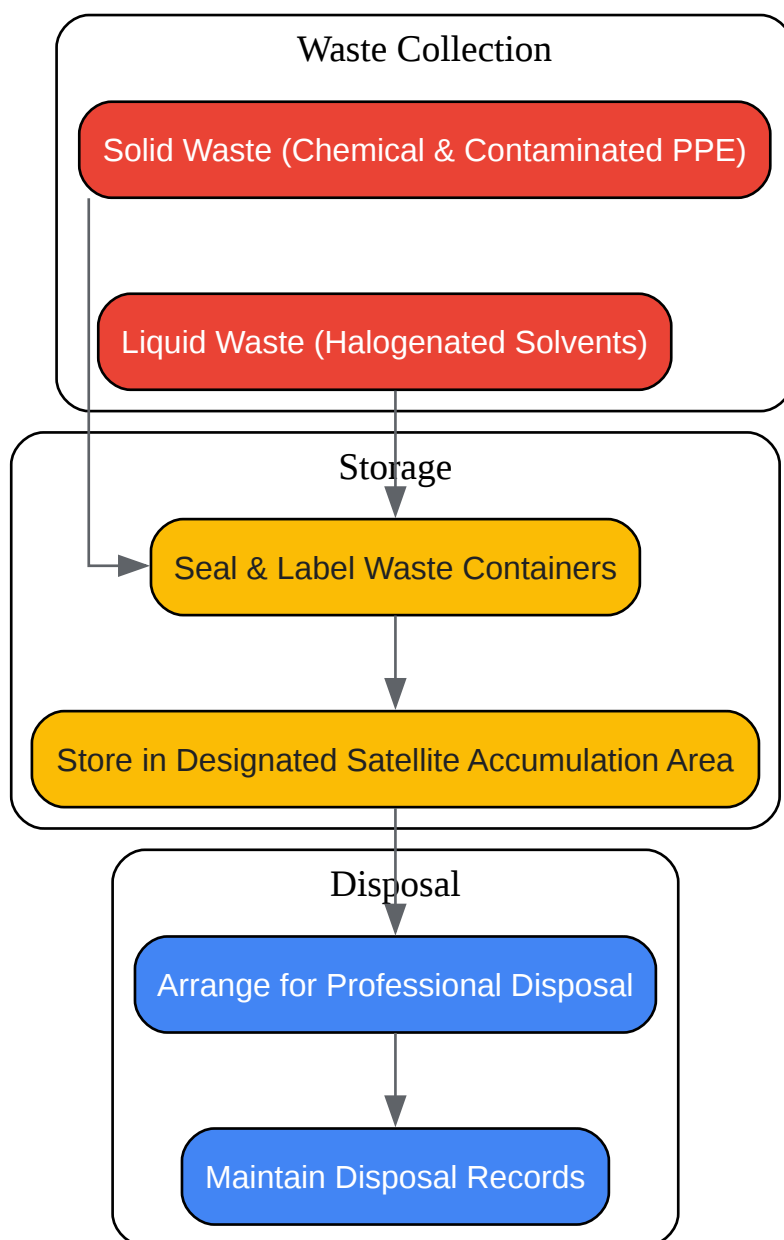 Waste Collection
Solid Waste (Chemical & Contaminated PPE)
Liquid Waste (Halogenated Solvents)
Storage
Seal & Label Waste Containers
Store in Designated Satellite Accumulation Area
Disposal
Arrange for Professional Disposal
Maintain Disposal Records